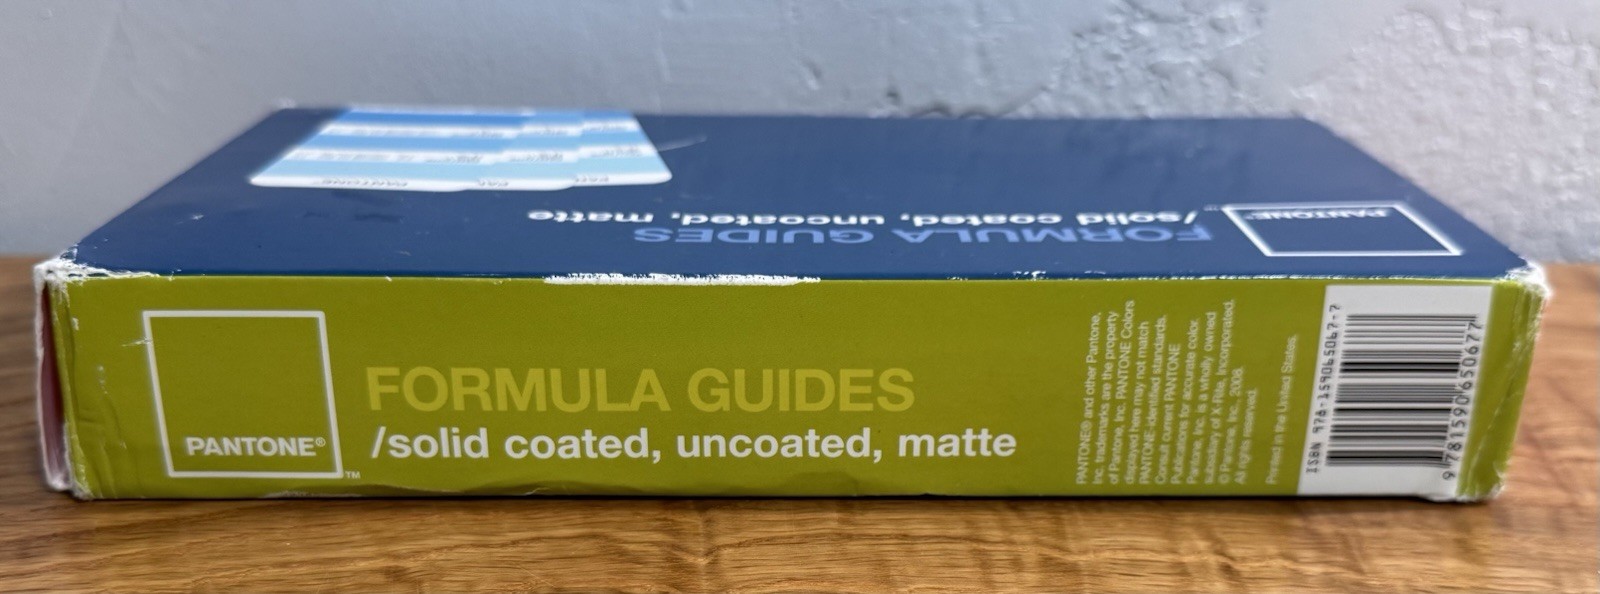 PANTONE®
/solid coated, uncoated, matte
FORMULA GUIDES
PANTONE®
™
FORMULA GUIDES
/solid coated, uncoated, matte
PANTONE® and other Pantone,
Inc. trademarks are the property
of Pantone, Inc. PANTONE Colors
displayed here may not match
PANTONE-identified standards.
Consult current PANTONE
Publications for accurate color.
Pantone, Inc. is a wholly owned
subsidiary of X-Rite, Incorporated.
© Pantone, Inc., 2008.
All rights reserved.
Printed in the United States.
ISBN 978-159065067-7
9 781590 650677